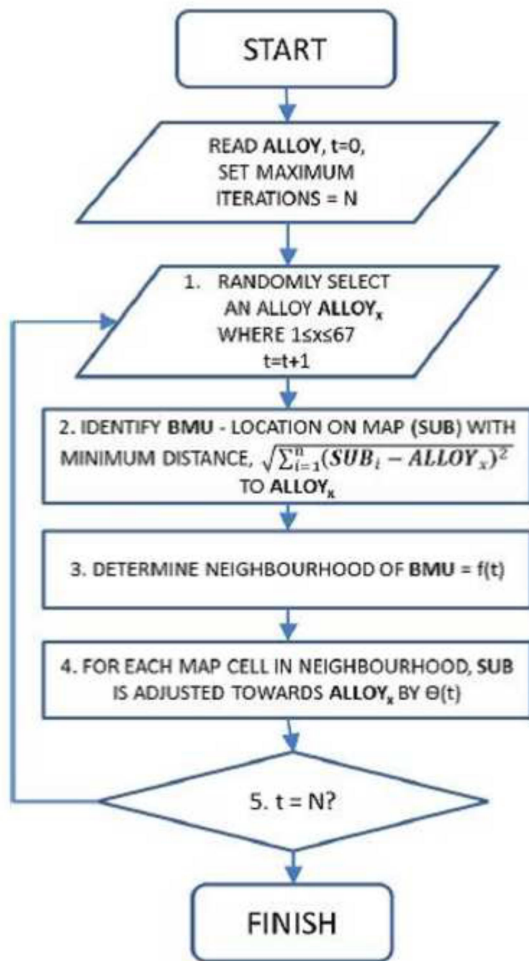 START
READ ALLOY, t=0,
SET MAXIMUM
ITERATIONS = N
1. RANDOMLY SELECT
AN ALLOY ALLOYₓ
WHERE 1≤x≤67
t=t+1
2. IDENTIFY BMU - LOCATION ON MAP (SUB) WITH
MINIMUM DISTANCE, √∑ⁿᵢ₌₁(SUBᵢ − ALLOYₓ)²
TO ALLOYₓ
3. DETERMINE NEIGHBOURHOOD OF BMU = f(t)
4. FOR EACH MAP CELL IN NEIGHBOURHOOD, SUB
IS ADJUSTED TOWARDS ALLOYₓ BY Θ(t)
5. t = N?
FINISH